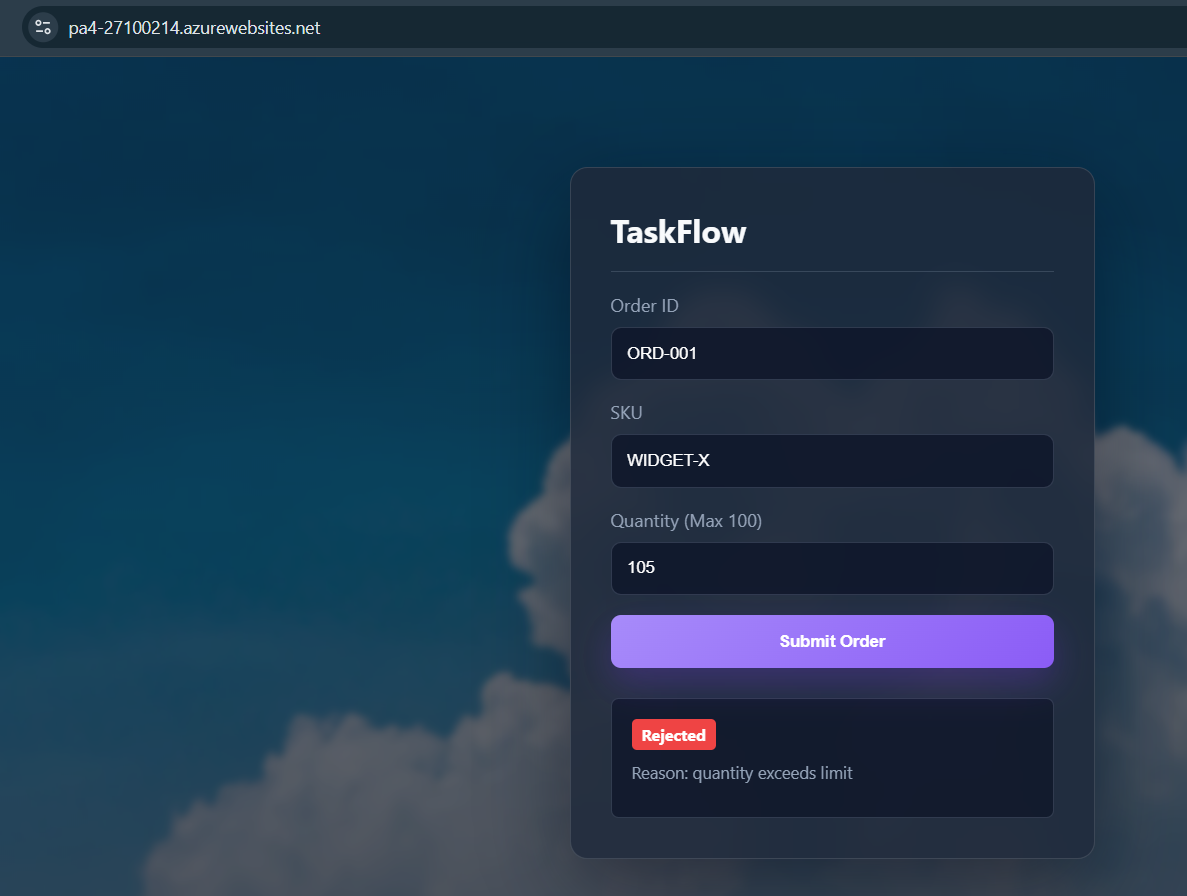 pa4-27100214.azurewebsites.net
TaskFlow
Order ID
ORD-001
SKU
WIDGET-X
Quantity (Max 100)
105
Submit Order
Rejected
Reason: quantity exceeds limit